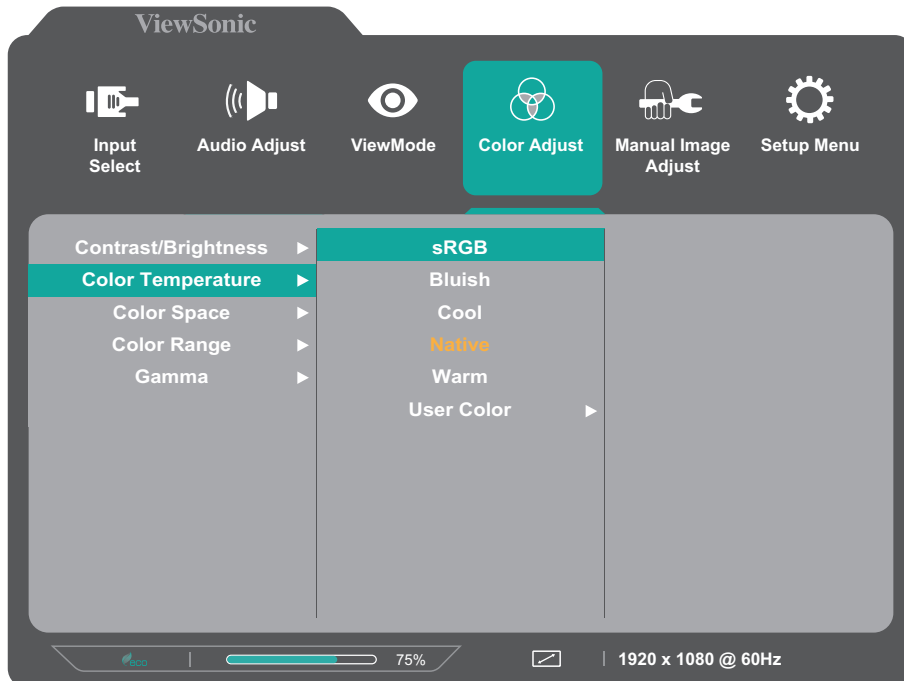 ViewSonic
Input
Select
Audio Adjust
ViewMode
Color Adjust
Manual Image
Adjust
Setup Menu
Contrast/Brightness
Color Temperature
Color Space
Color Range
Gamma
sRGB
Bluish
Cool
Native
Warm
User Color
eco
75%
1920 x 1080 @ 60Hz